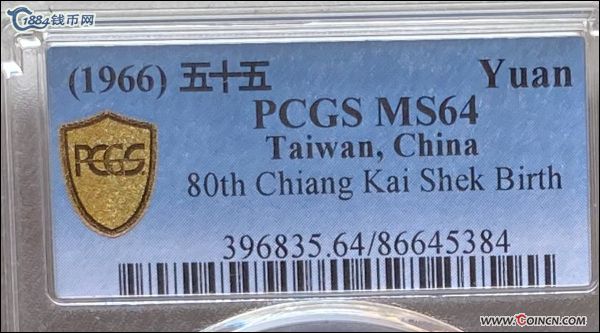 1884钱币网
(1966) 五十五 Yuan
PCGS MS64
PCGS
Taiwan, China
80th Chiang Kai Shek Birth
396835.64/86645384
www.COINCN.COM